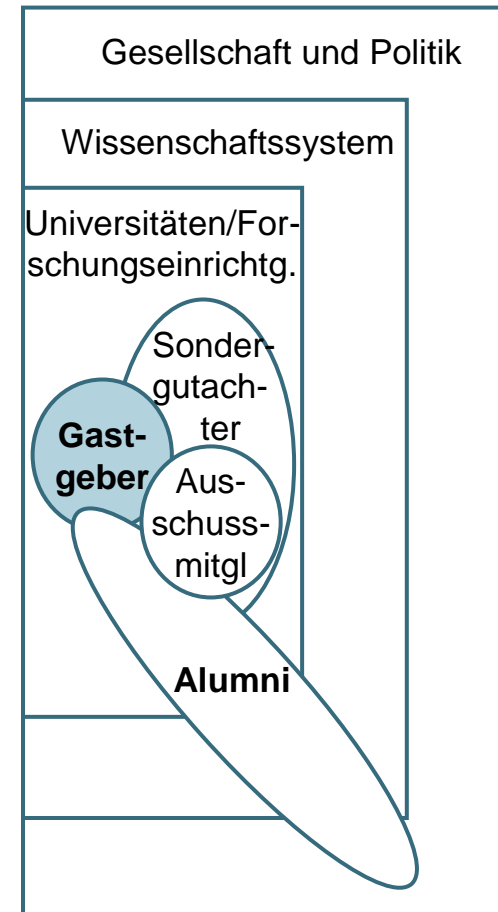 Gesellschaft und Politik
Wissenschaftssystem
Universitäten/For-
schungseinrichtg.
Sonder-
gutach-
ter
Gast-
geber
Aus-
schuss-
mitgl
Alumni